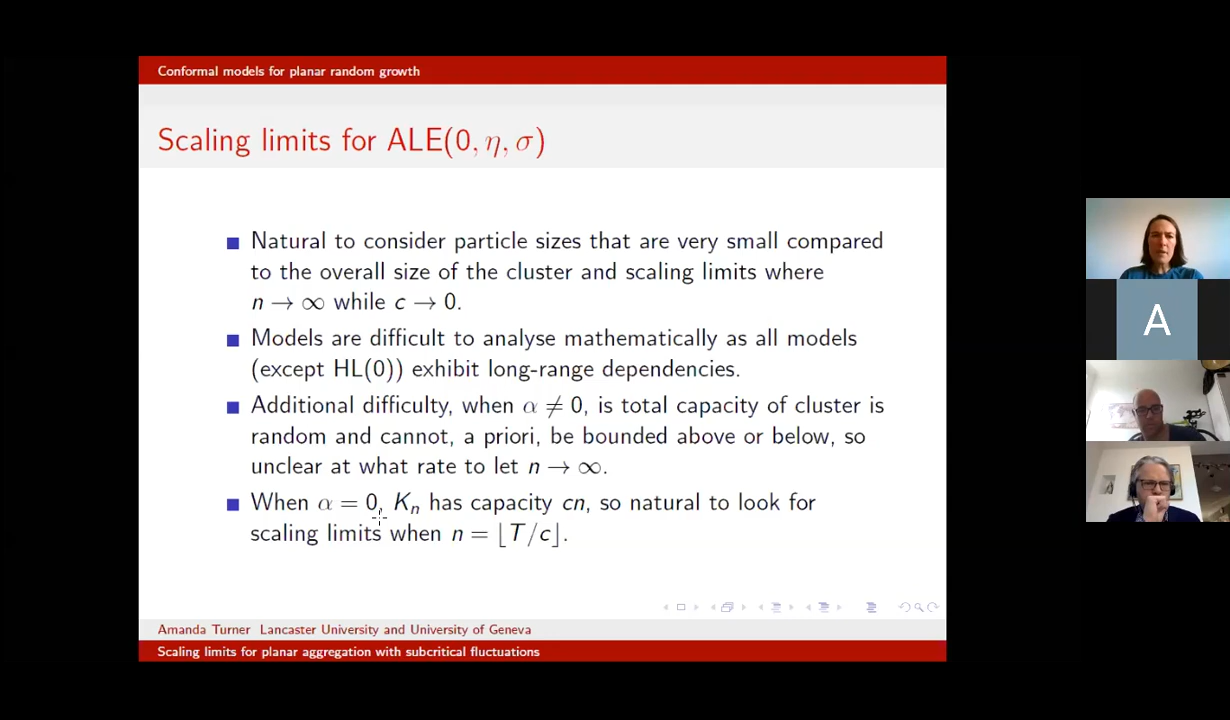 Conformal models for planar random growth
Scaling limits for ALE(0, η, σ)
Natural to consider particle sizes that are very small compared
to the overall size of the cluster and scaling limits where
n → ∞ while c → 0.
Models are difficult to analyse mathematically as all models
(except HL(0)) exhibit long-range dependencies.
Additional difficulty, when α ≠ 0, is total capacity of cluster is
random and cannot, a priori, be bounded above or below, so
unclear at what rate to let n → ∞.
When α = 0, Kₙ has capacity cn, so natural to look for
scaling limits when n = ⌊T/c⌋.
Amanda Turner Lancaster University and University of Geneva
Scaling limits for planar aggregation with subcritical fluctuations
A